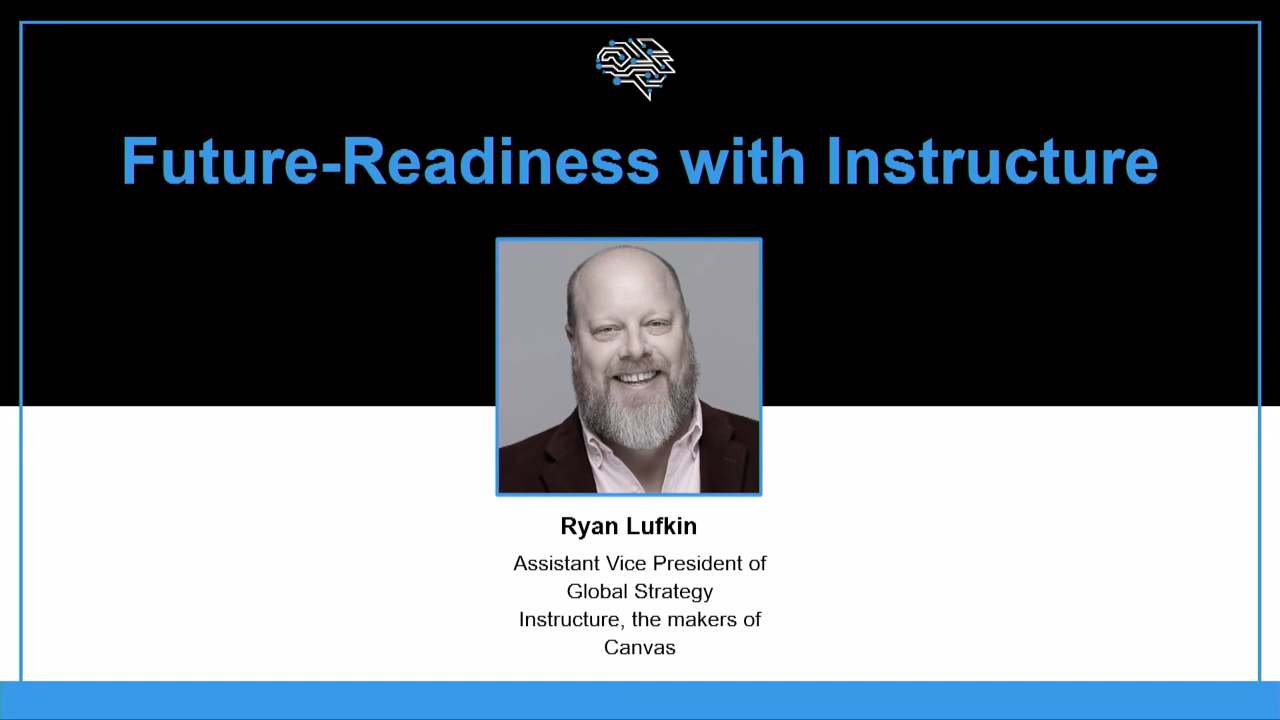 Future-Readiness with Instructure
Ryan Lufkin
Assistant Vice President of
Global Strategy
Instructure, the makers of
Canvas